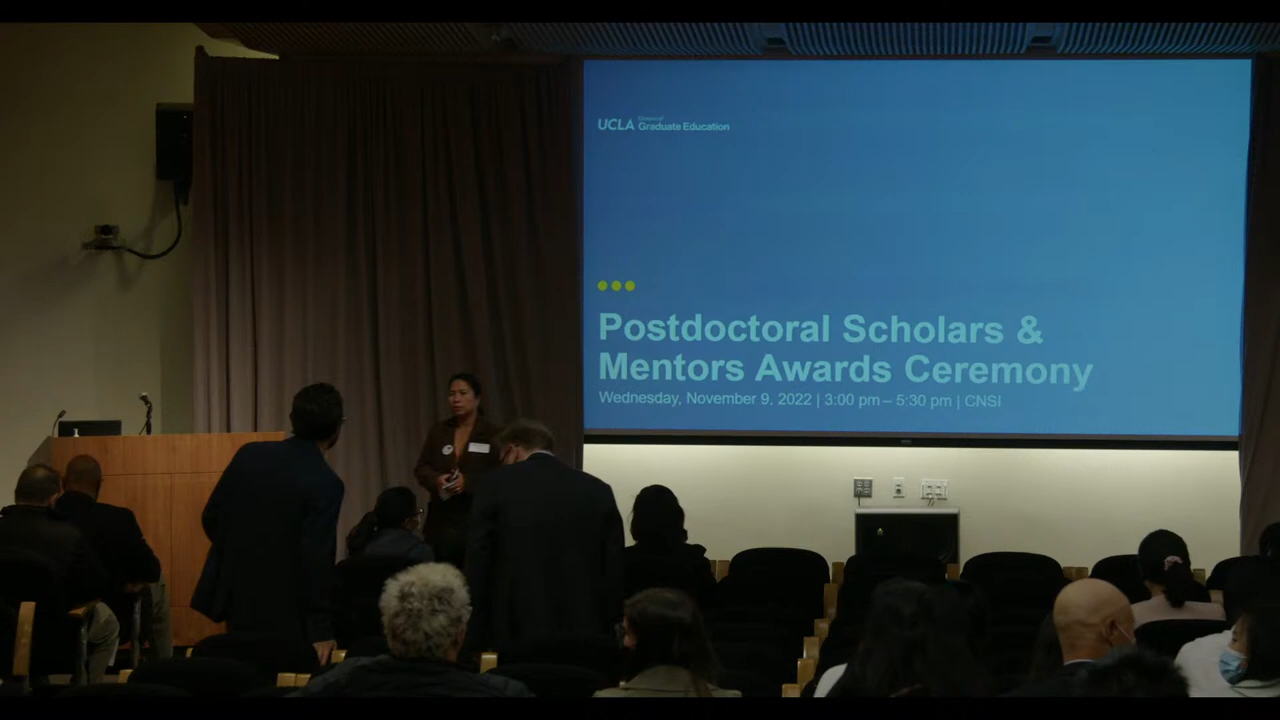 UCLA
Graduate Education
Postdoctoral Scholars &
Mentors Awards Ceremony
Wednesday, November 9, 2022 | 3:00 pm – 5:30 pm | CNSI